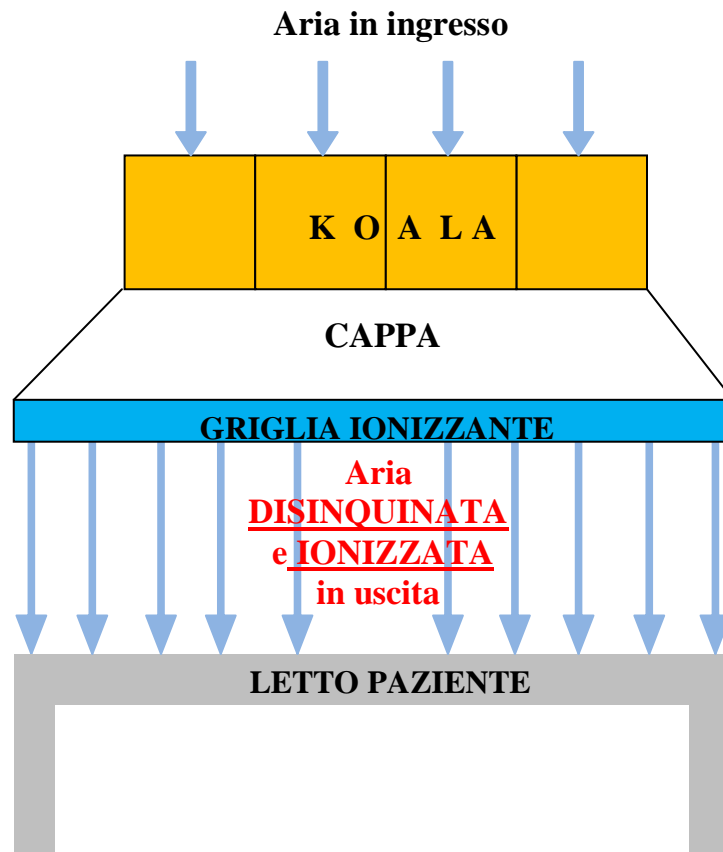 Aria in ingresso
K O A L A
CAPPA
GRIGLIA IONIZZANTE
Aria
DISINQUINATA
e IONIZZATA
in uscita
LETTO PAZIENTE